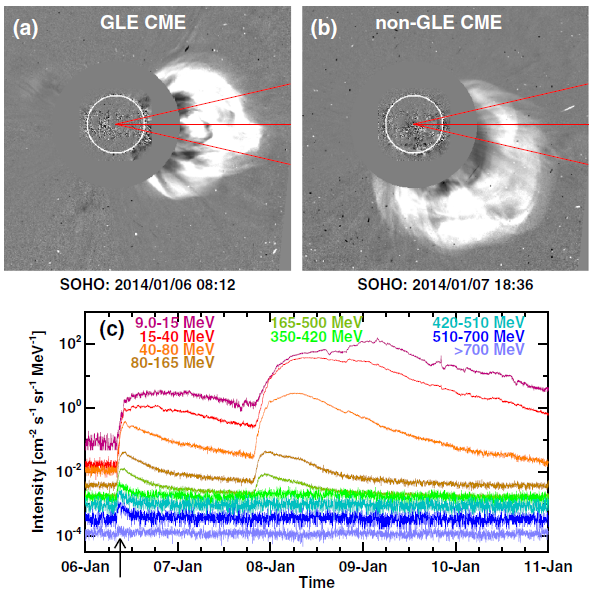 (a) GLE CME
(b) non-GLE CME
SOHO: 2014/01/06 08:12
SOHO: 2014/01/07 18:36
(c)
9.0-15 MeV 165-500 MeV 420-510 MeV
15-40 MeV 350-420 MeV 510-700 MeV
40-80 MeV >700 MeV
80-165 MeV
Intensity [cm⁻² s⁻¹ sr⁻¹ MeV⁻¹]
10²
10⁰
10⁻²
10⁻⁴
06-Jan 07-Jan 08-Jan 09-Jan 10-Jan 11-Jan
Time